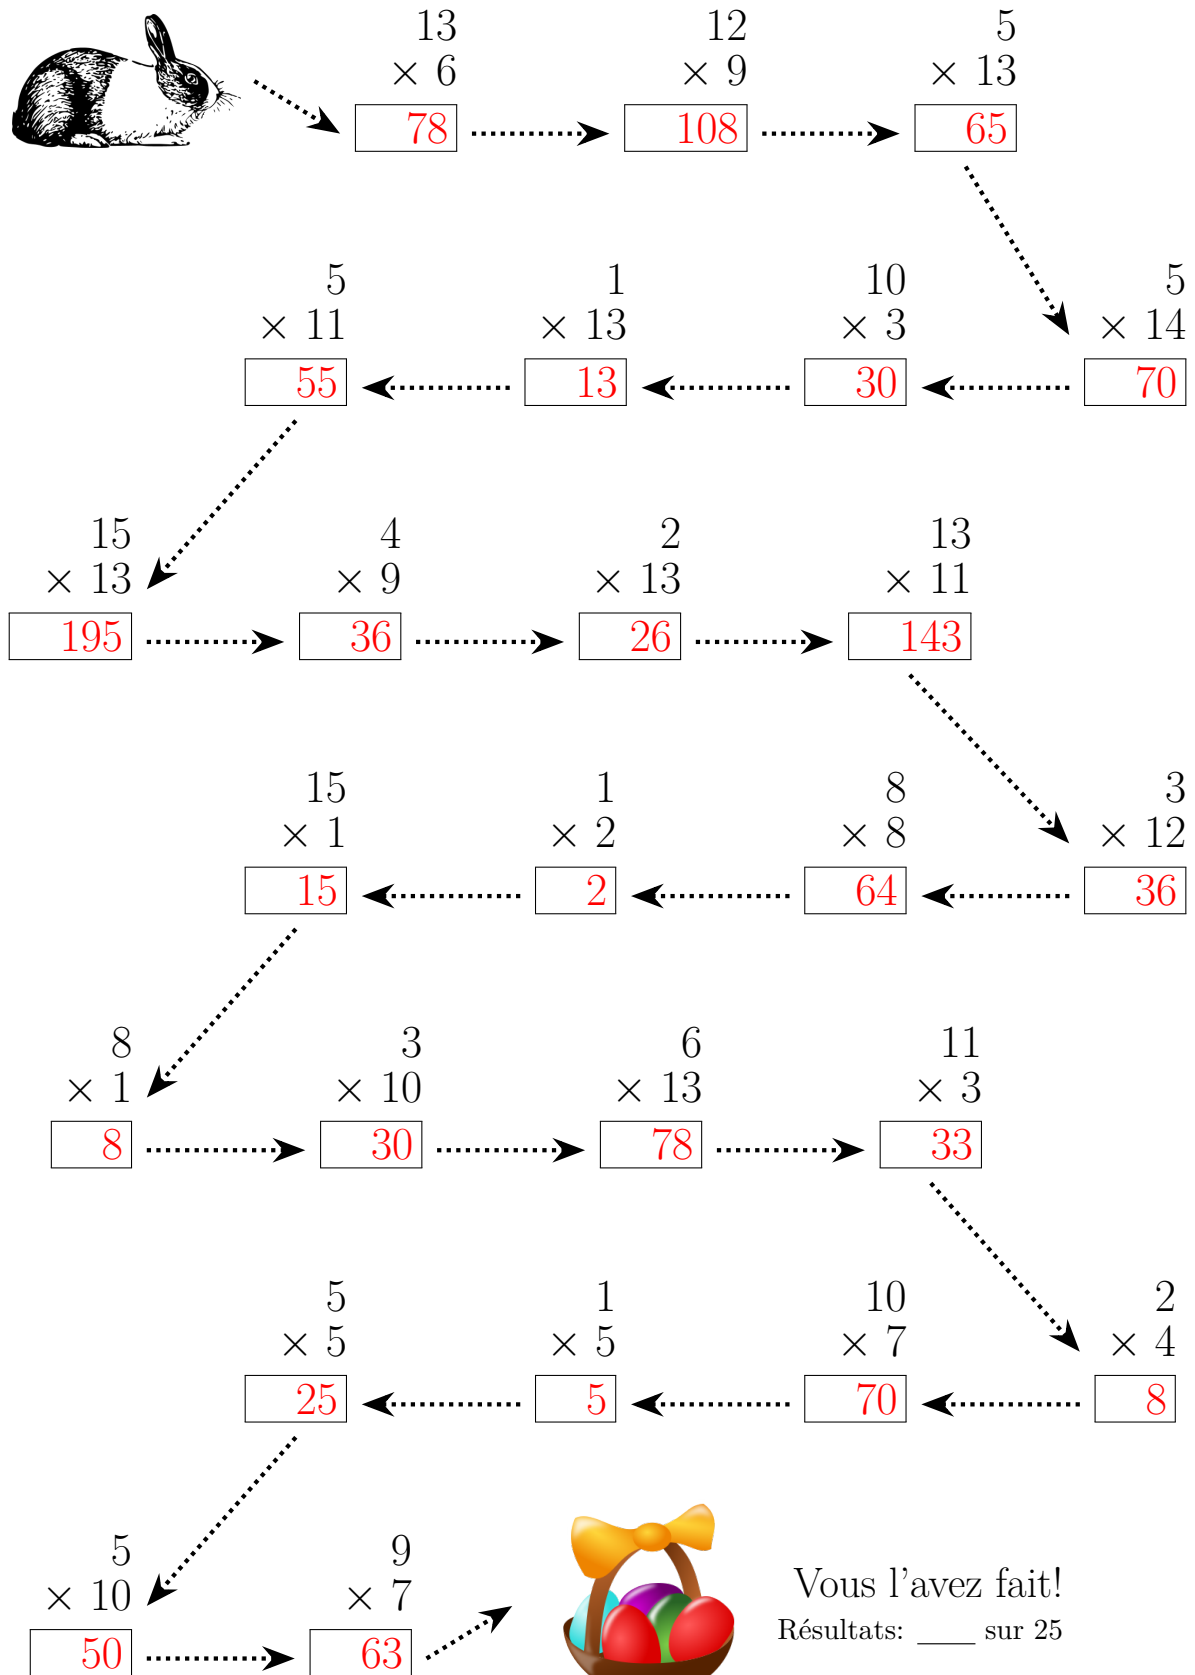 13 12 5
× 6 × 9 × 13
78 108 65
5 1 10 5
× 11 × 13 × 3 × 14
55 13 30 70
15 4 2 13
× 13 × 9 × 13 × 11
195 36 26 143
15 1 8 3
× 1 × 2 × 8 × 12
15 2 64 36
8 3 6 11
× 1 × 10 × 13 × 3
8 30 78 33
5 1 10 2
× 5 × 5 × 7 × 4
25 5 70 8
5 9
× 10 × 7
50 63
Vous l'avez fait!
Résultats: ____ sur 25